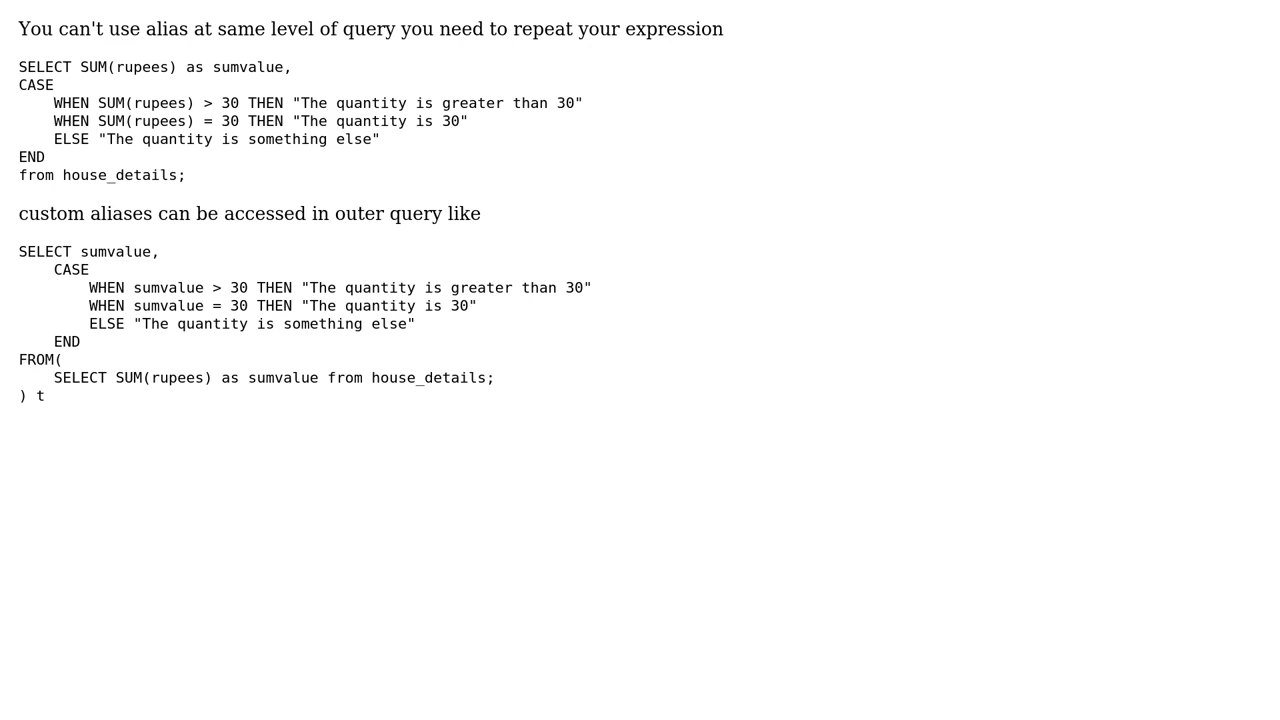 You can't use alias at same level of query you need to repeat your expression
SELECT SUM(rupees) as sumvalue,
CASE
    WHEN SUM(rupees) > 30 THEN "The quantity is greater than 30"
    WHEN SUM(rupees) = 30 THEN "The quantity is 30"
    ELSE "The quantity is something else"
END
from house_details;
custom aliases can be accessed in outer query like
SELECT sumvalue,
    CASE
        WHEN sumvalue > 30 THEN "The quantity is greater than 30"
        WHEN sumvalue = 30 THEN "The quantity is 30"
        ELSE "The quantity is something else"
    END
FROM(
    SELECT SUM(rupees) as sumvalue from house_details;
) t